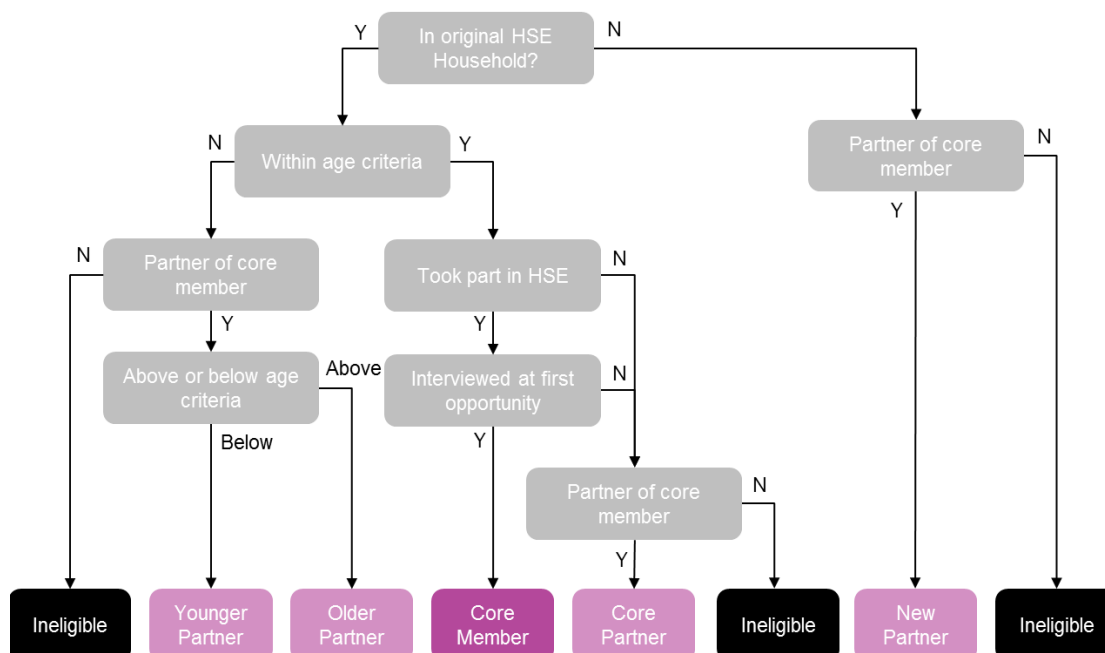 Y
In original HSE
Household?
N
N
Within age criteria
Y
Partner of core
member
N
Y
N
Partner of core
member
Y
Took part in HSE
N
Y
Above or below age
criteria
Above
Below
Interviewed at first
opportunity
N
Y
Partner of core
member
N
Y
Ineligible
Younger
Partner
Older
Partner
Core
Member
Core
Partner
Ineligible
New
Partner
Ineligible